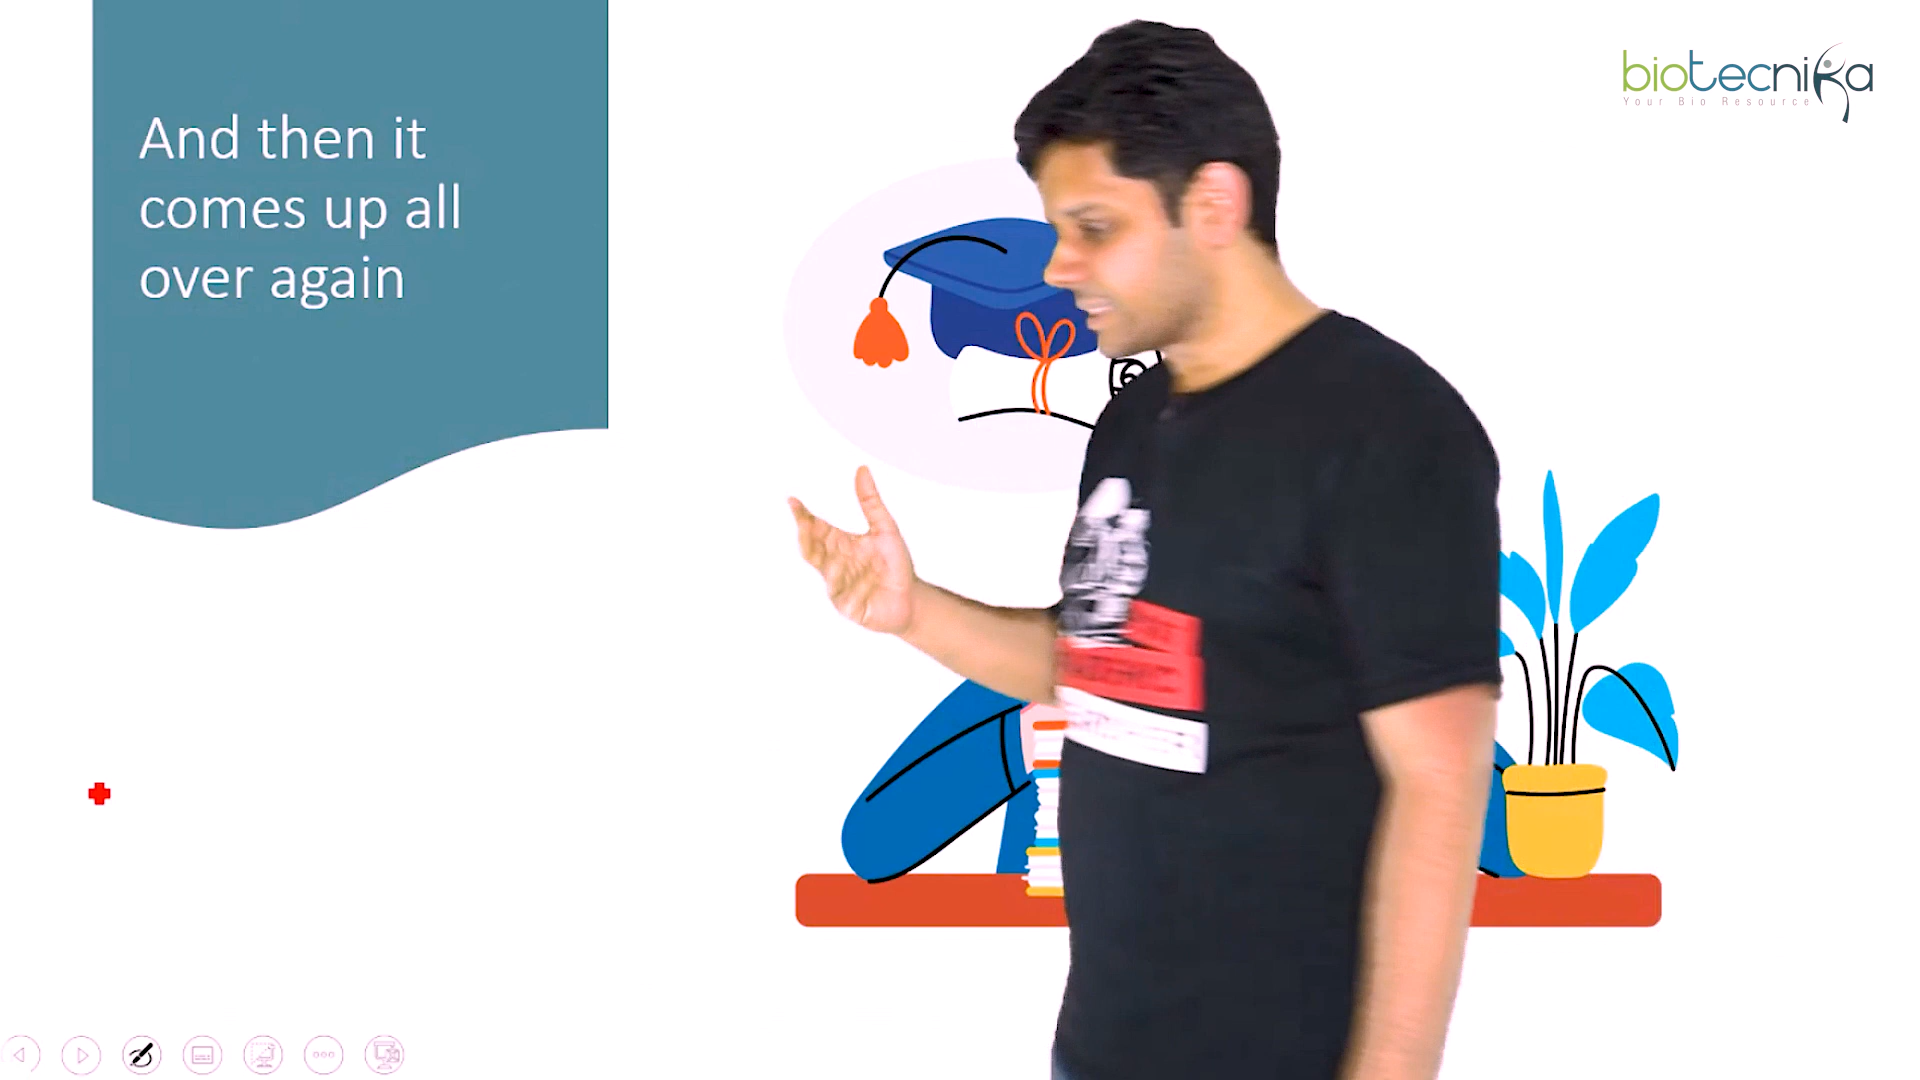 And then it
comes up all
over again
biotecnika
Your Bio Resource